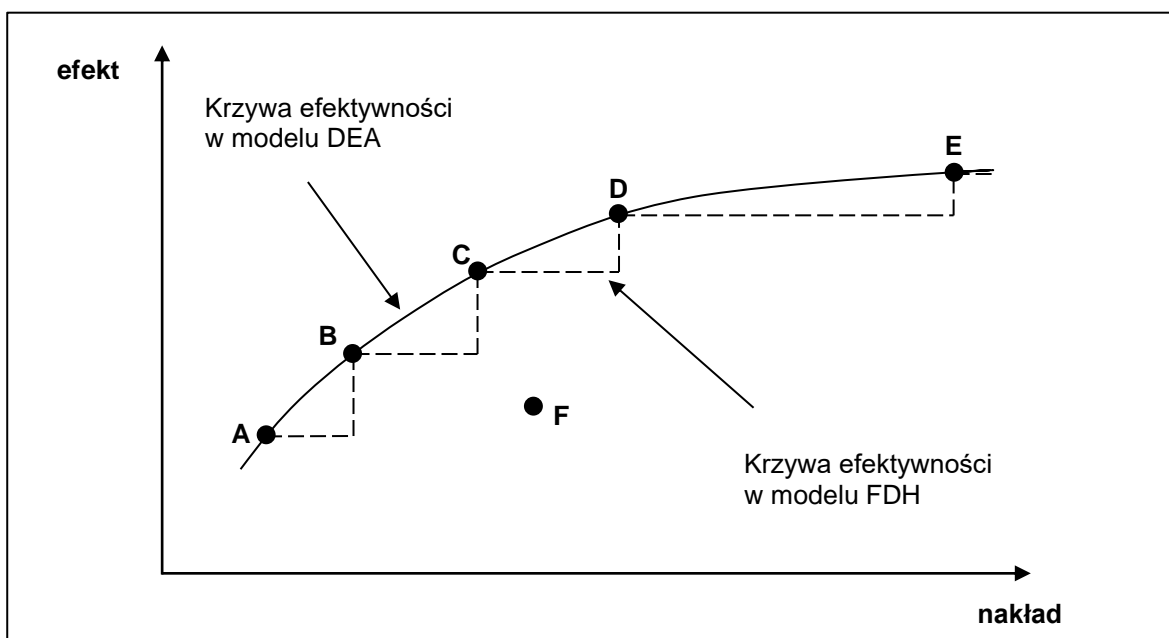 efekt
Krzywa efektywności
w modelu DEA
E
D
C
B
A
F
Krzywa efektywności
w modelu FDH
nakład